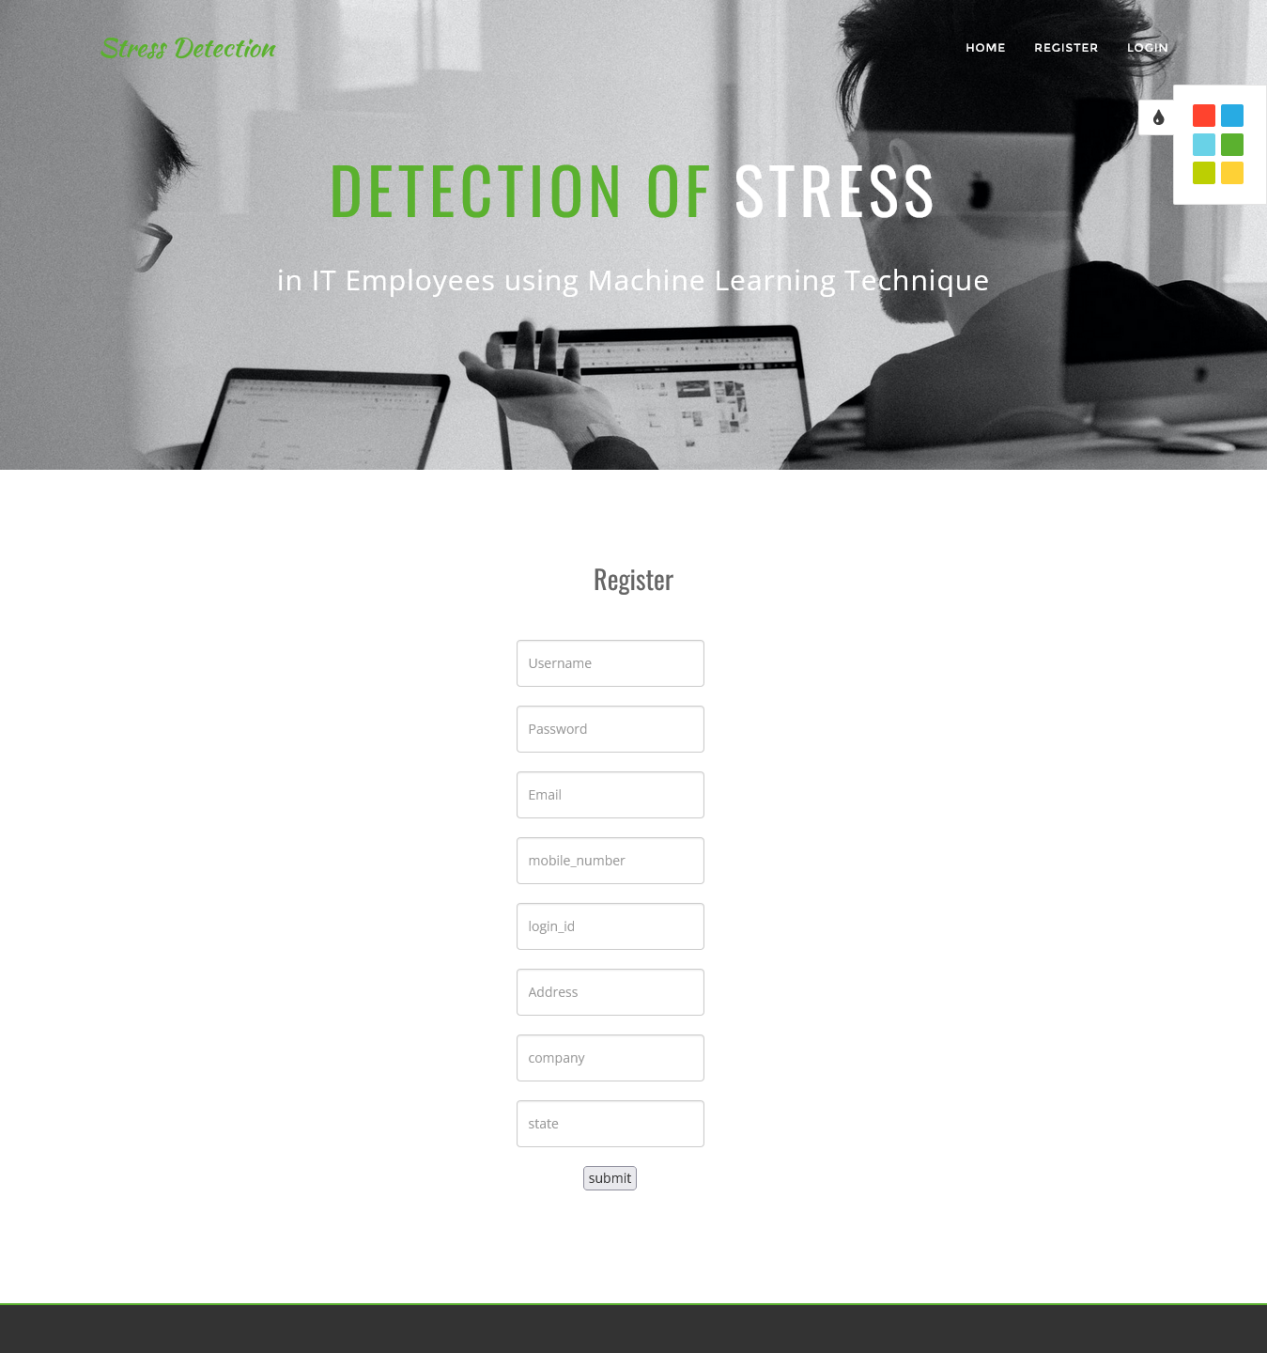 Stress Detection
HOME REGISTER LOGIN
DETECTION OF STRESS
in IT Employees using Machine Learning Technique
Register
Username
Password
Email
mobile_number
login_id
Address
company
state
submit